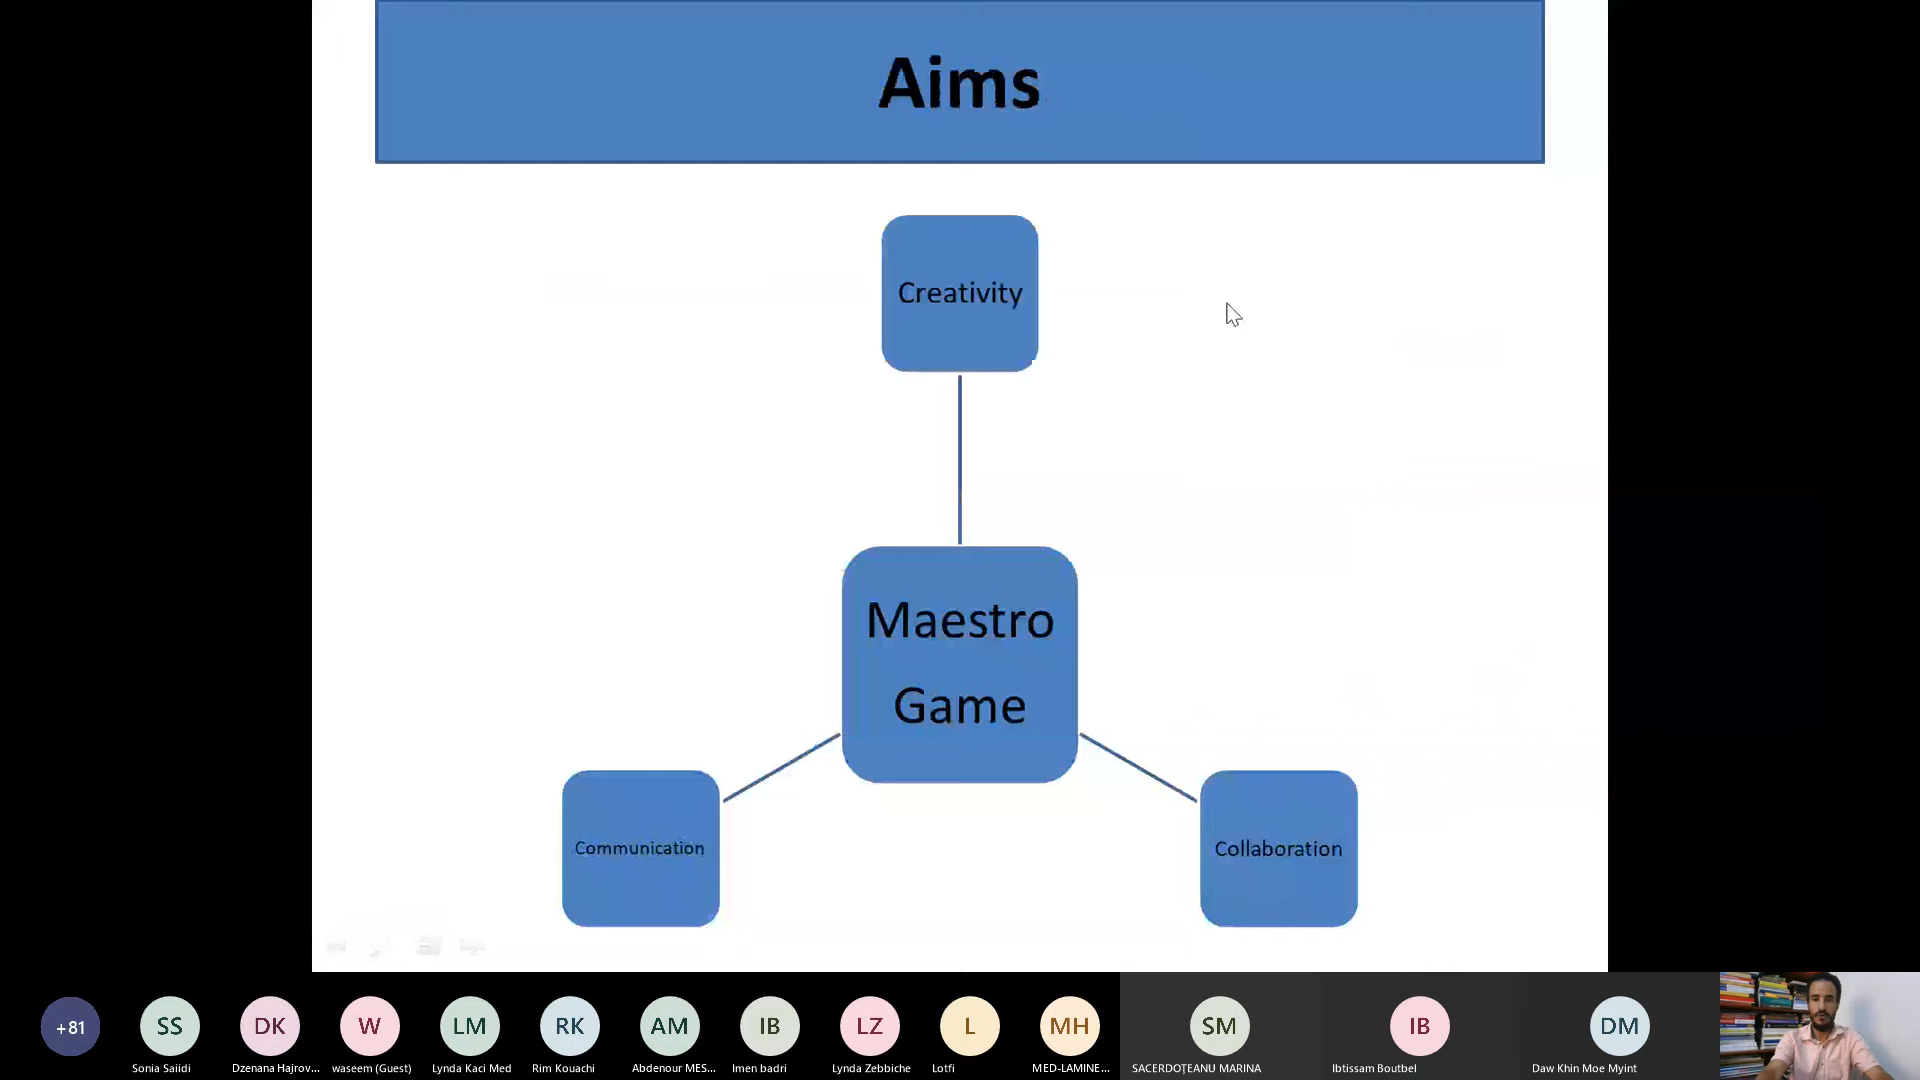 Aims
Creativity
Maestro
Game
Communication
Collaboration
+81
SS
DK
W
LM
RK
AM
IB
LZ
L
MH
SM
IB
DM
Sonia Saiidi
Dzenana Hajrov...
waseem (Guest)
Lynda Kaci Med
Rim Kouachi
Abdenour MES...
Imen badri
Lynda Zebbiche
Lotfi
MED-LAMINE...
SACERDOȚEANU MARINA
Ibtissam Boutbel
Daw Khin Moe Myint